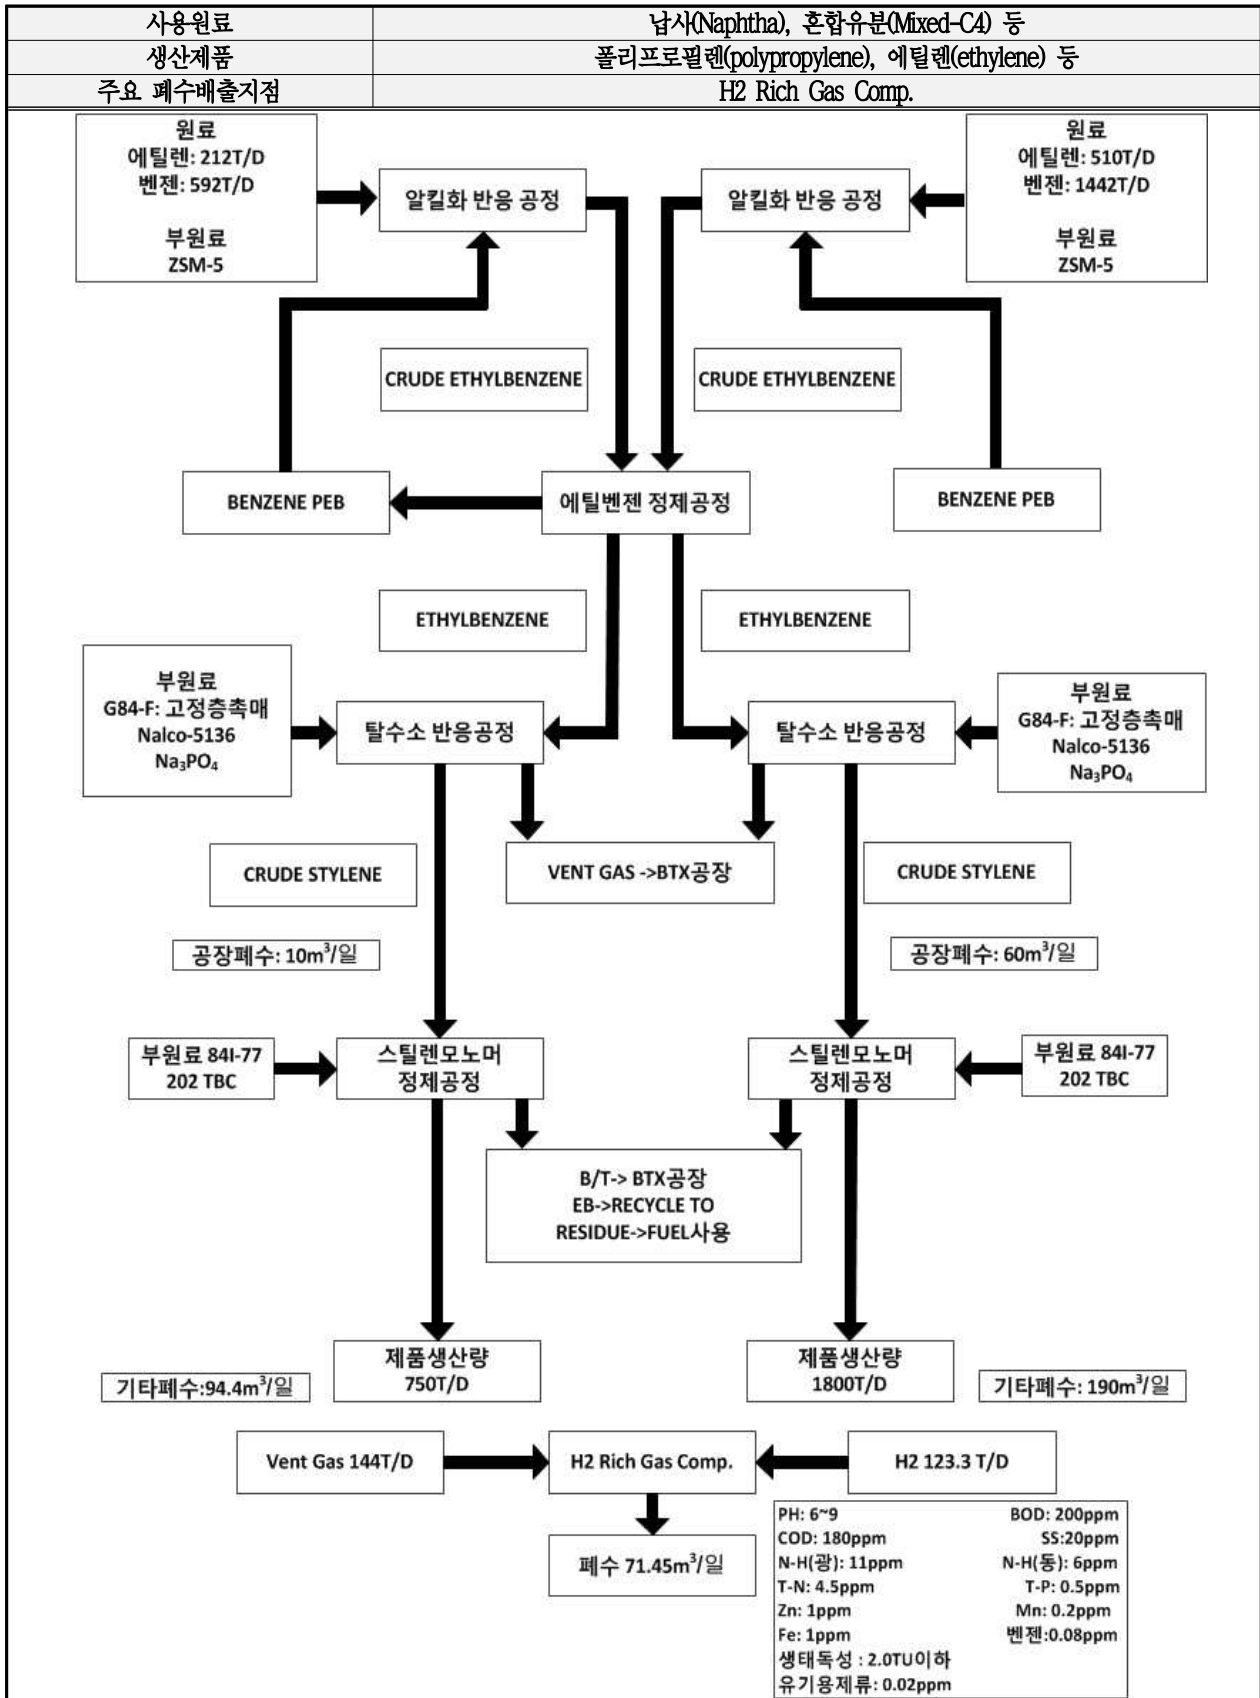 사용원료 납사(Naphtha), 혼합유분(Mixed-C4) 등
생산제품 폴리프로필렌(polypropylene), 에틸렌(ethylene) 등
주요 폐수배출지점 H2 Rich Gas Comp.
원료
에틸렌: 212T/D
벤젠: 592T/D
부원료
ZSM-5
알킬화 반응 공정
알킬화 반응 공정
원료
에틸렌: 510T/D
벤젠: 1442T/D
부원료
ZSM-5
CRUDE ETHYLBENZENE
CRUDE ETHYLBENZENE
BENZENE PEB
에틸벤젠 정제공정
BENZENE PEB
ETHYLBENZENE
ETHYLBENZENE
부원료
G84-F: 고정층촉매
Nalco-5136
Na₃PO₄
탈수소 반응공정
탈수소 반응공정
부원료
G84-F: 고정층촉매
Nalco-5136
Na₃PO₄
CRUDE STYLENE
VENT GAS ->BTX공장
CRUDE STYLENE
공장폐수: 10m³/일
공장폐수: 60m³/일
부원료 84I-77
202 TBC
스틸렌모노머
정제공정
스틸렌모노머
정제공정
부원료 84I-77
202 TBC
B/T-> BTX공장
EB->RECYCLE TO
RESIDUE->FUEL사용
기타폐수:94.4m³/일
제품생산량
750T/D
제품생산량
1800T/D
기타폐수: 190m³/일
Vent Gas 144T/D
H2 Rich Gas Comp.
H2 123.3 T/D
폐수 71.45m³/일
PH: 6~9 BOD: 200ppm
COD: 180ppm SS:20ppm
N-H(광): 11ppm N-H(동): 6ppm
T-N: 4.5ppm T-P: 0.5ppm
Zn: 1ppm Mn: 0.2ppm
Fe: 1ppm 벤젠:0.08ppm
생태독성 : 2.0TU이하
유기용제류: 0.02ppm